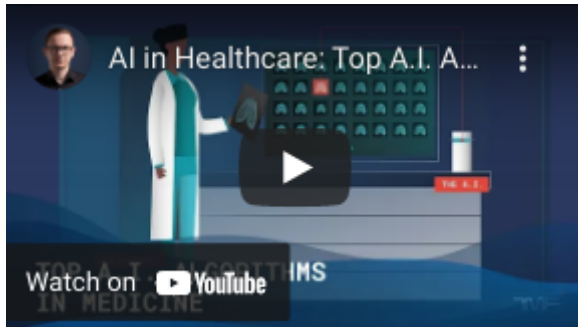 AI in Healthcare: Top A.I. A...
THE A.I.
TOP A.I. ALGORITHMS
IN MEDICINE
Watch on YouTube